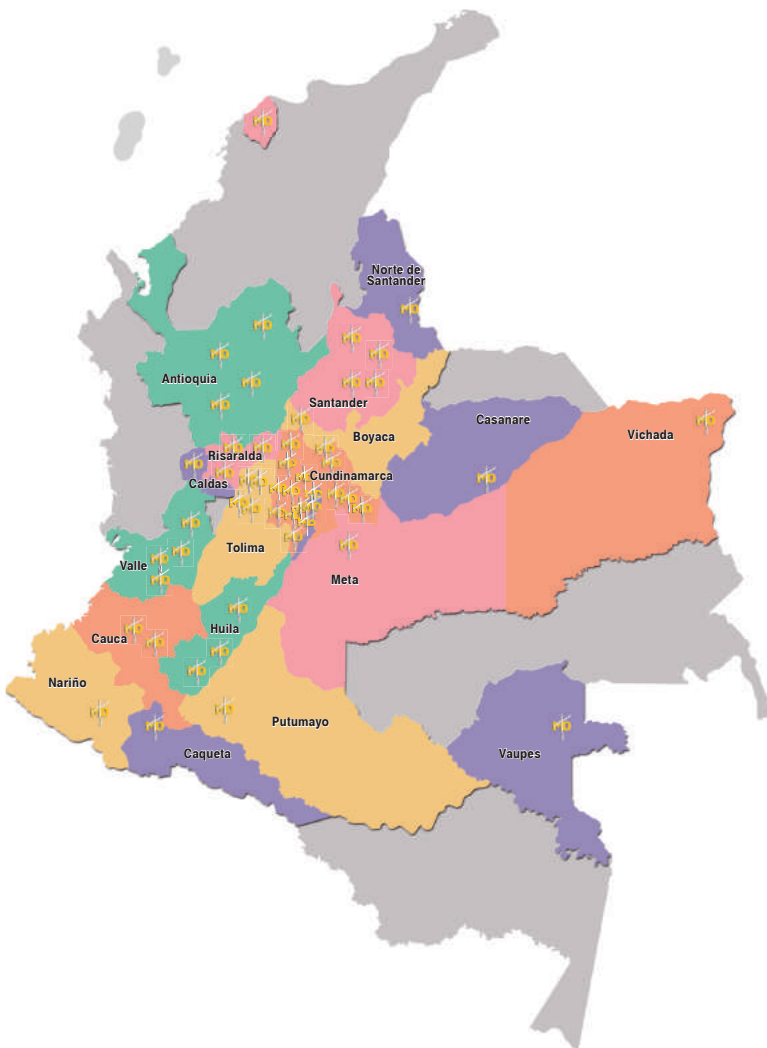 Norte de
Santander
Antioquia
Santander
Casanare
Vichada
Boyaca
Risaralda
Cundinamarca
Caldas
Tolima
Valle
Meta
Huila
Cauca
Nariño
Putumayo
Caqueta
Vaupes